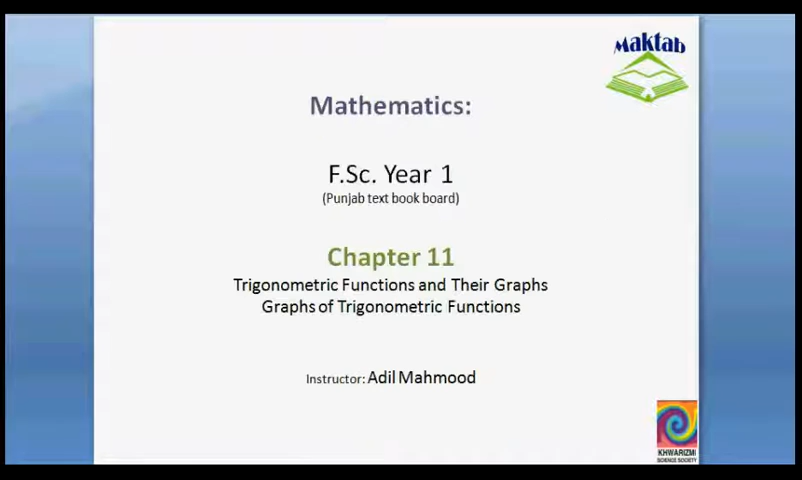 Maktab
Mathematics:
F.Sc. Year 1
(Punjab text book board)
Chapter 11
Trigonometric Functions and Their Graphs
Graphs of Trigonometric Functions
Instructor: Adil Mahmood
KHWARIZMI
SCIENCE SOCIETY